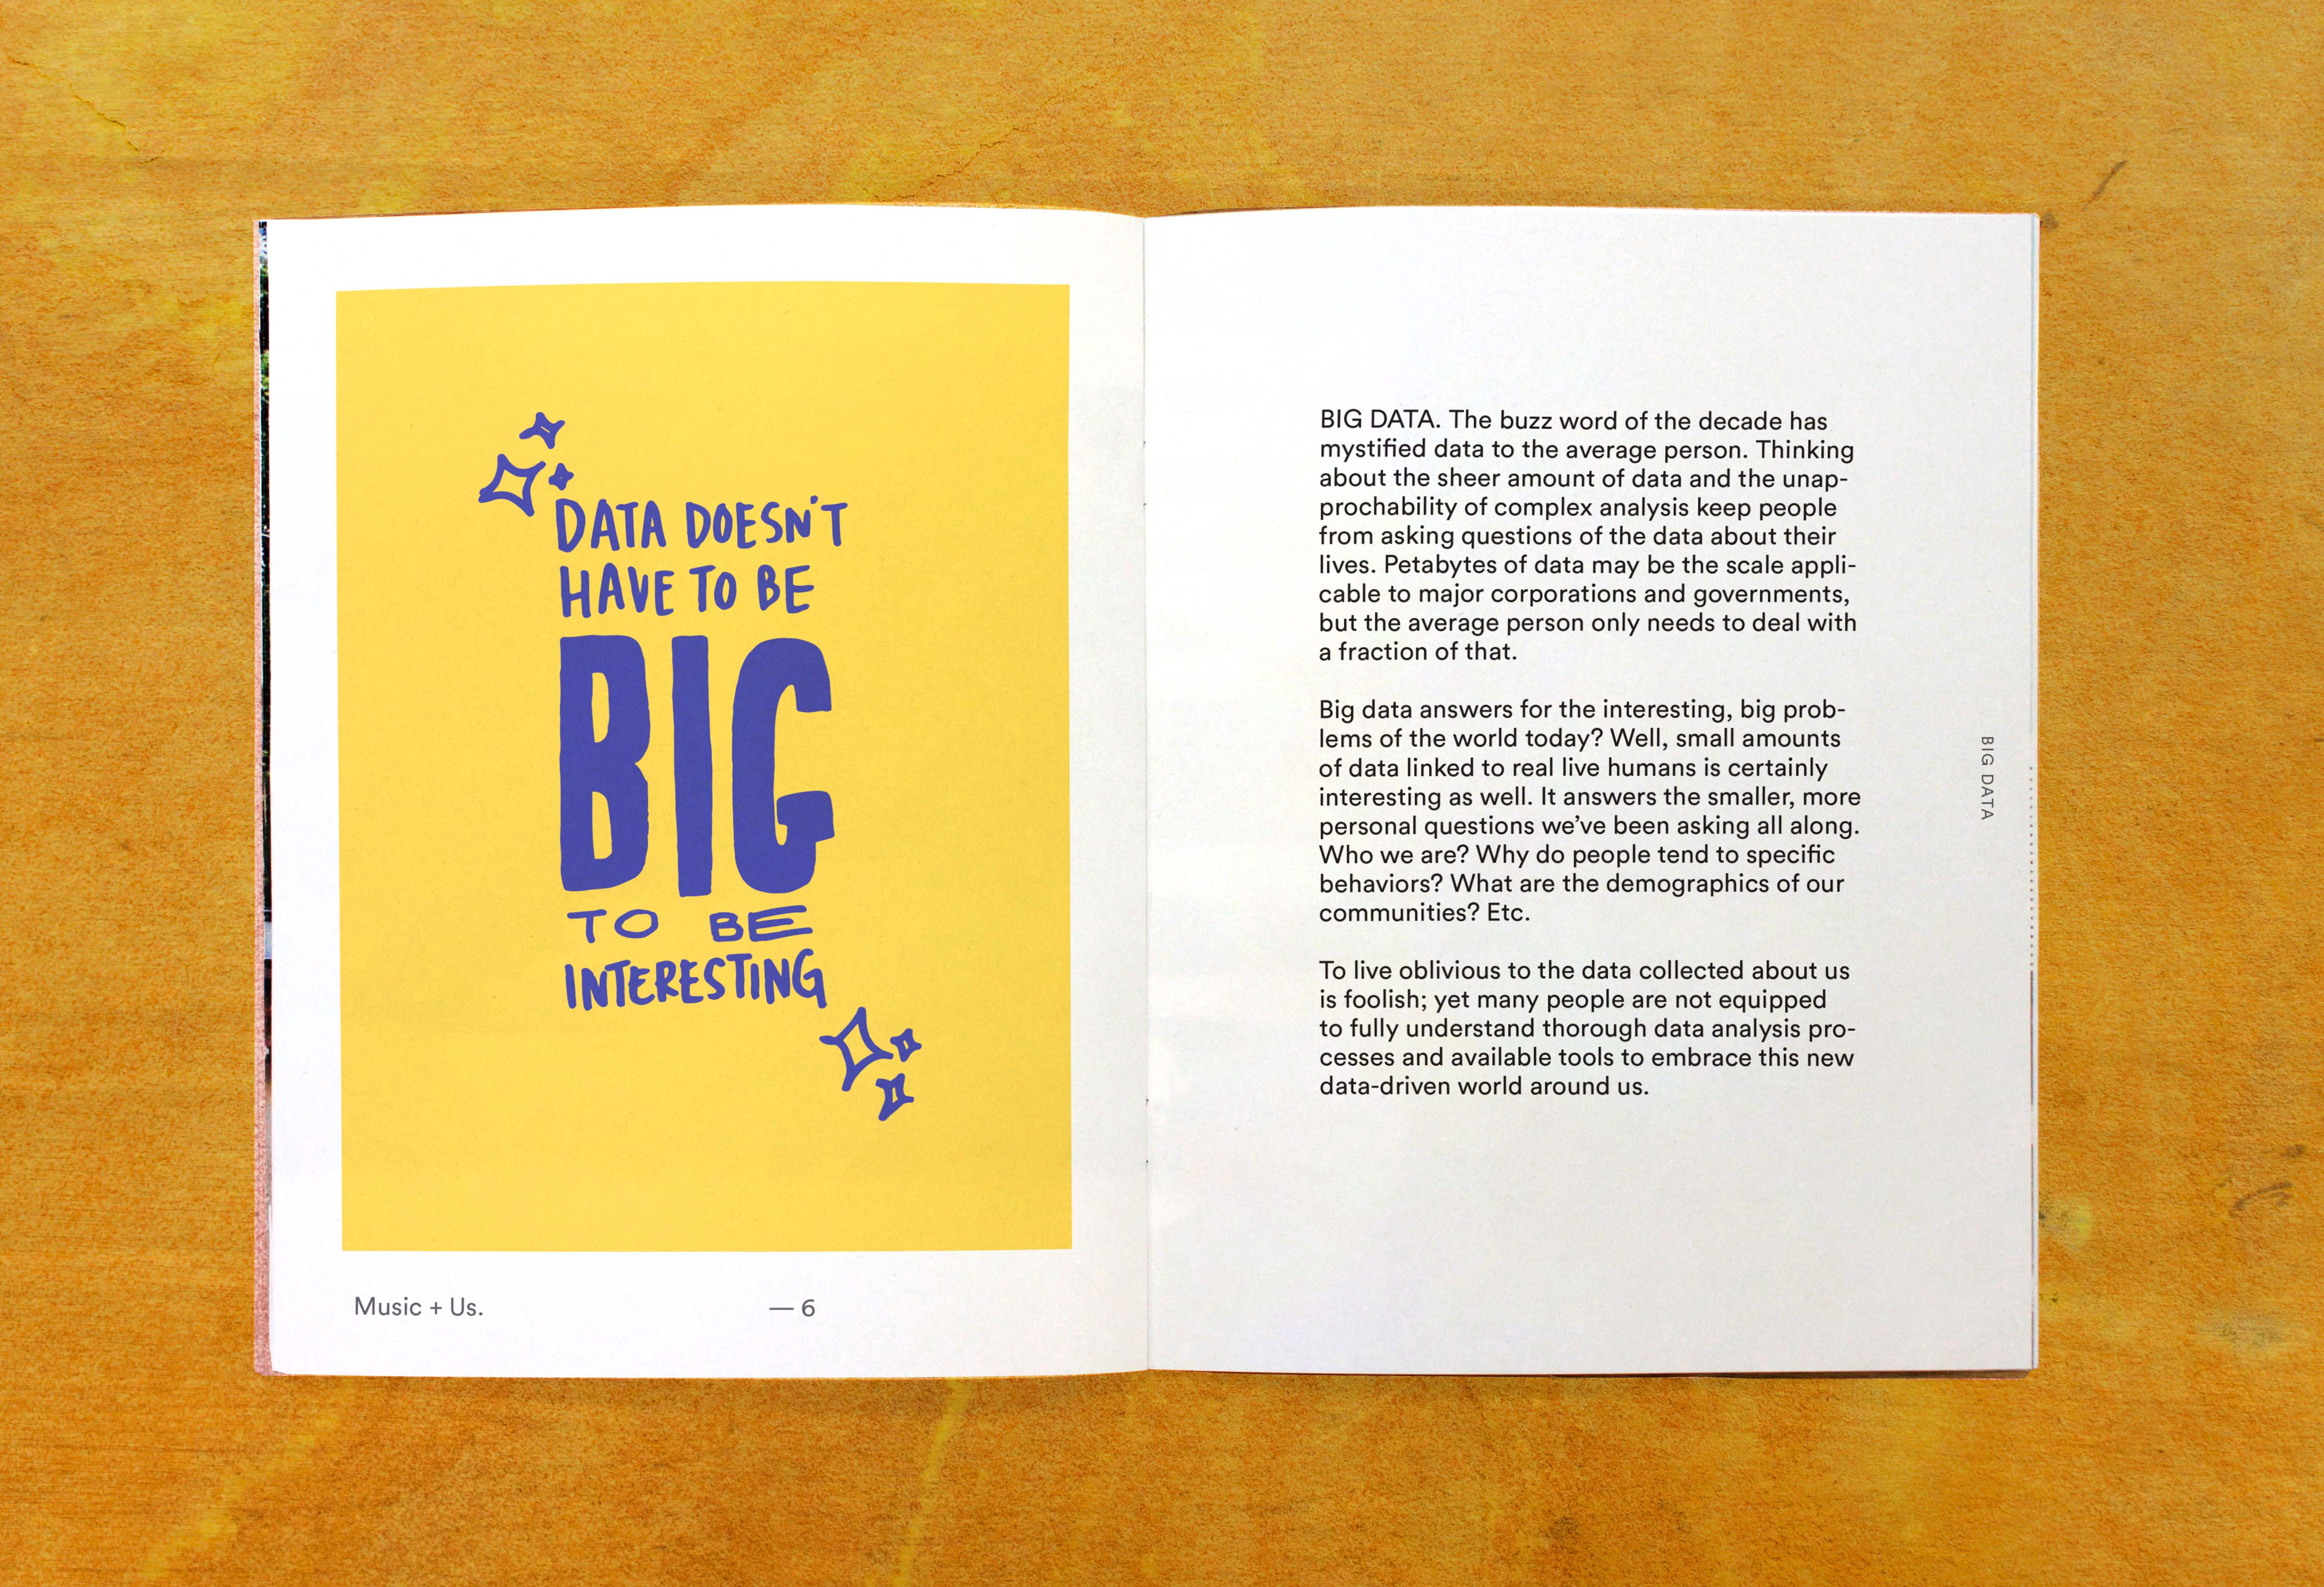 DATA DOESN'T
HAVE TO BE
BIG
TO BE
INTERESTING
Music + Us.
— 6
BIG DATA. The buzz word of the decade has
mystified data to the average person. Thinking
about the sheer amount of data and the unap-
prochability of complex analysis keep people
from asking questions of the data about their
lives. Petabytes of data may be the scale appli-
cable to major corporations and governments,
but the average person only needs to deal with
a fraction of that.
Big data answers for the interesting, big prob-
lems of the world today? Well, small amounts
of data linked to real live humans is certainly
interesting as well. It answers the smaller, more
personal questions we’ve been asking all along.
Who we are? Why do people tend to specific
behaviors? What are the demographics of our
communities? Etc.
To live oblivious to the data collected about us
is foolish; yet many people are not equipped
to fully understand thorough data analysis pro-
cesses and available tools to embrace this new
data-driven world around us.
BIG DATA